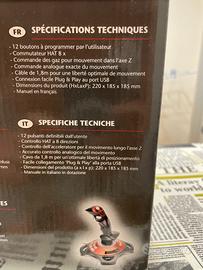 FR SPÉCIFICATIONS TECHNIQUES
- 12 boutons à programmer par l'utilisateur
- Commutateur HAT 8 x
- Commande des gaz pour mouvement dans l'axe Z
- Commande analogue exacte du mouvement
- Câble de 1,8m pour une liberté optimale de mouvement
- Connexion facile Plug & Play au port USB
- Dimensions du produit (HxLxP); 220 x 185 x 185 mm
- Manuel en français.
IT SPECIFICHE TECNICHE
- 12 pulsanti definibili dall'utente
- Controllo HAT a 8 direzioni
- Controllo dell'acceleratore per il movimento lungo l'asse Z
- Accurato controllo analogico del movimento
- Cavo da 1,8 m per un'ottimale libertà di posizionamento
- Facile collegamento "Plug & Play" alla porta USB
- Dimensioni del prodotto (a x l x p): 220 x 185 x 185 mm
- Manuale in italiano in dotazione